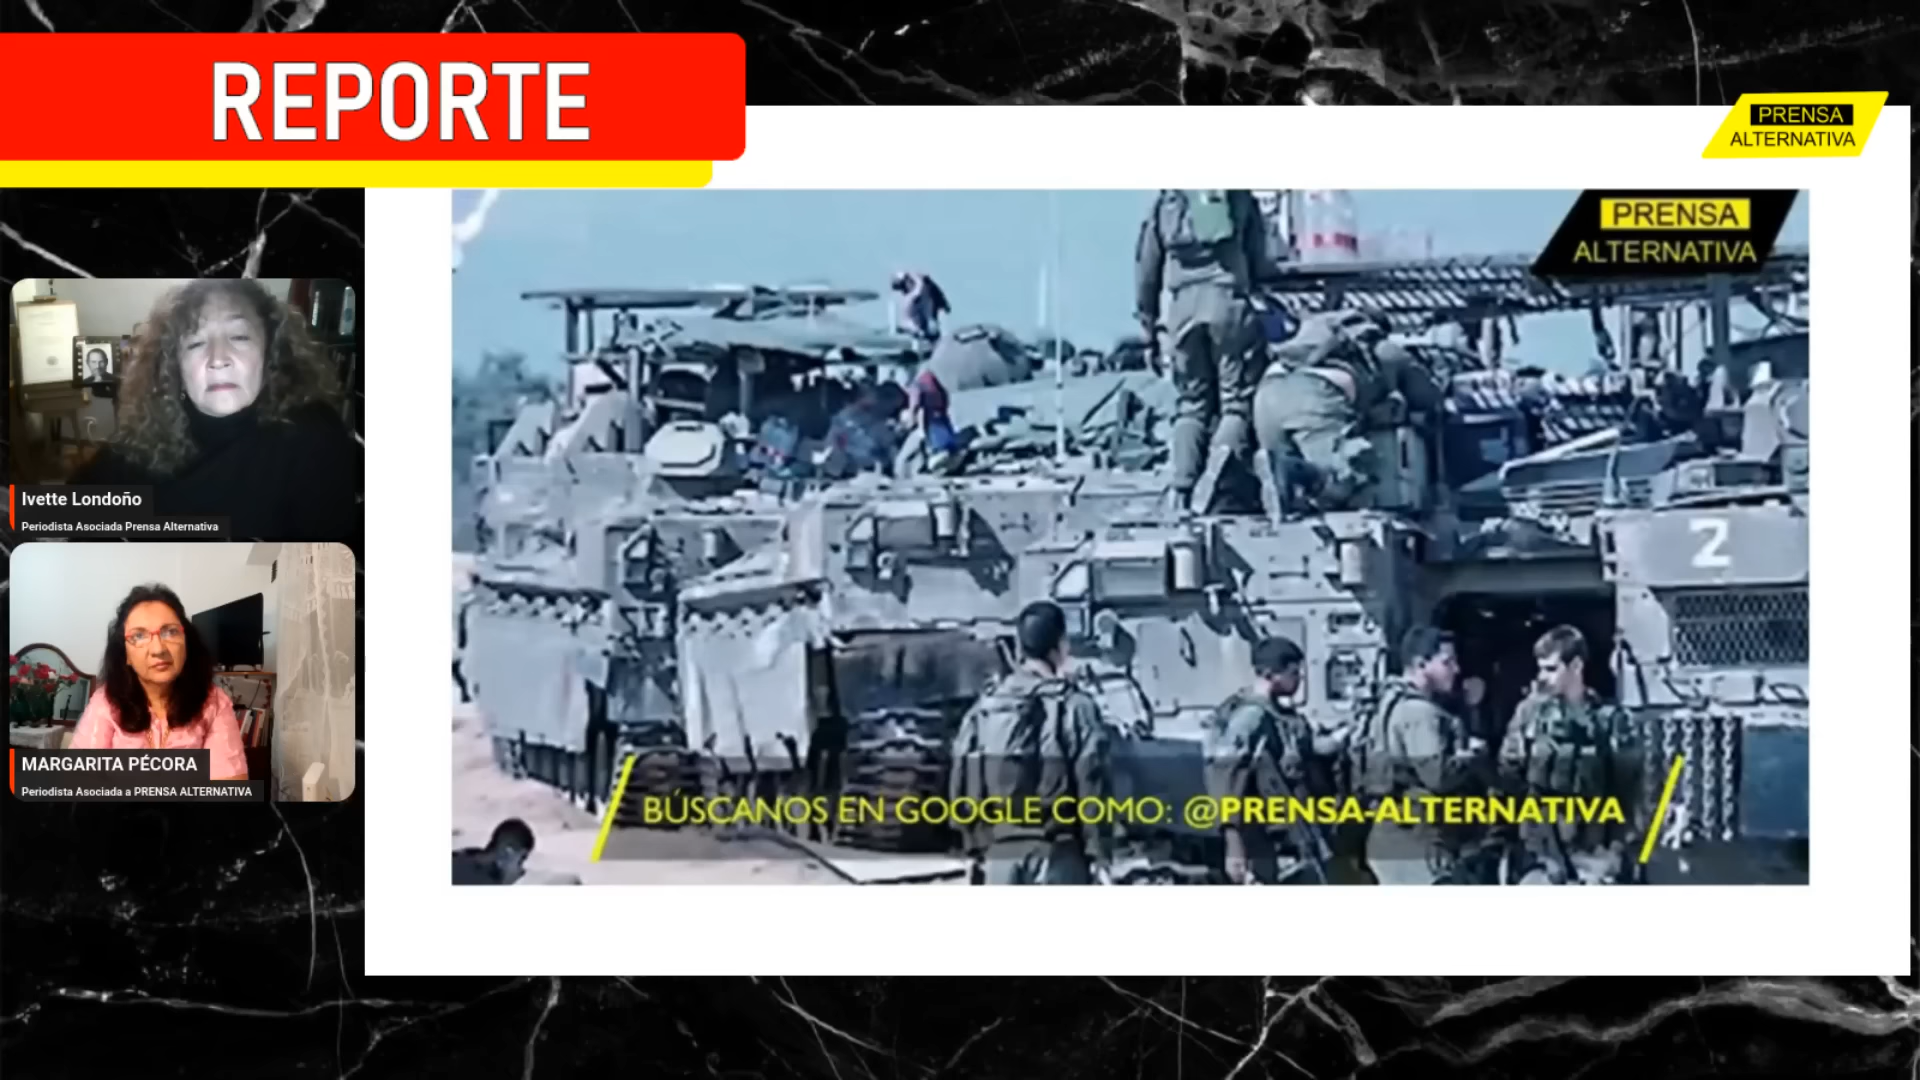 REPORTE
PRENSA
ALTERNATIVA
PRENSA
ALTERNATIVA
Ivette Londoño
Periodista Asociada Prensa Alternativa
2
MARGARITA PÉCORA
Periodista Asociada a PRENSA ALTERNATIVA
BÚSCANOS EN GOOGLE COMO: @PRENSA-ALTERNATIVA